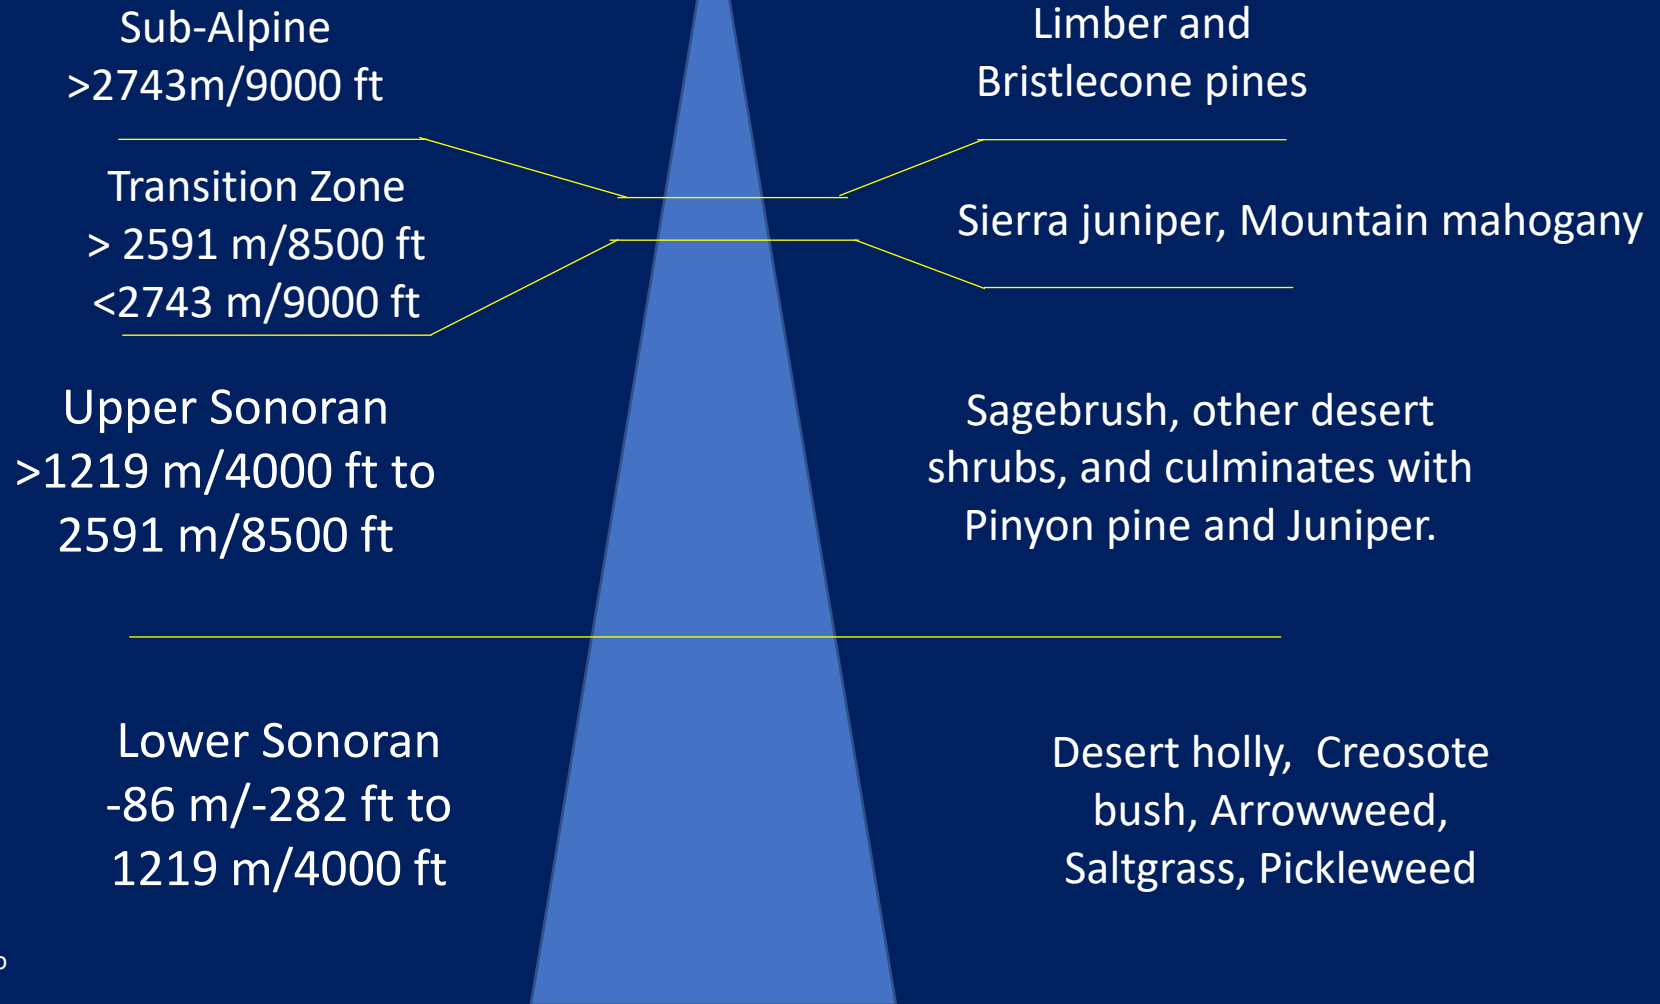 Sub-Alpine
>2743m/9000 ft
Limber and
Bristlecone pines
Transition Zone
> 2591 m/8500 ft
<2743 m/9000 ft
Sierra juniper, Mountain mahogany
Upper Sonoran
>1219 m/4000 ft to
2591 m/8500 ft
Sagebrush, other desert
shrubs, and culminates with
Pinyon pine and Juniper.
Lower Sonoran
-86 m/-282 ft to
1219 m/4000 ft
Desert holly,  Creosote
bush, Arrowweed,
Saltgrass, Pickleweed